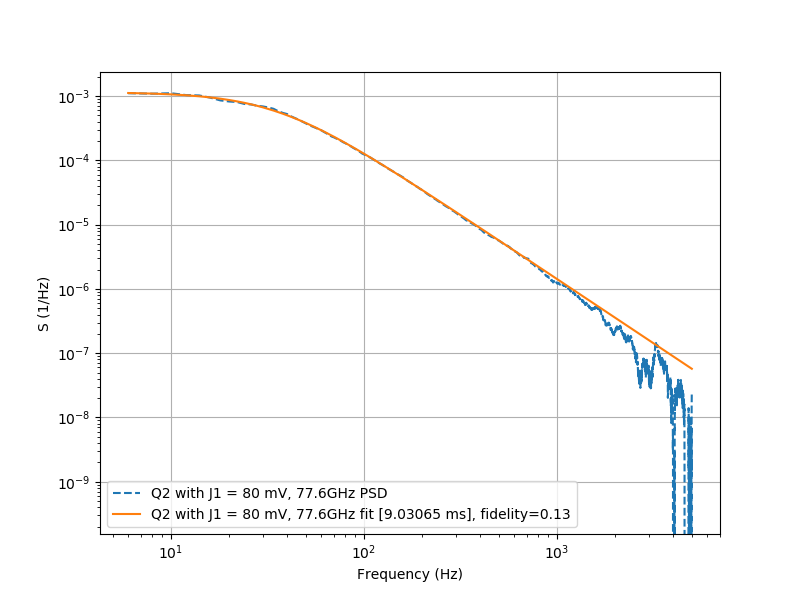 10⁻³
10⁻⁴
10⁻⁵
10⁻⁶
10⁻⁷
10⁻⁸
10⁻⁹
S (1/Hz)
Q2 with J1 = 80 mV, 77.6GHz PSD
Q2 with J1 = 80 mV, 77.6GHz fit [9.03065 ms], fidelity=0.13
10¹ 10² 10³
Frequency (Hz)